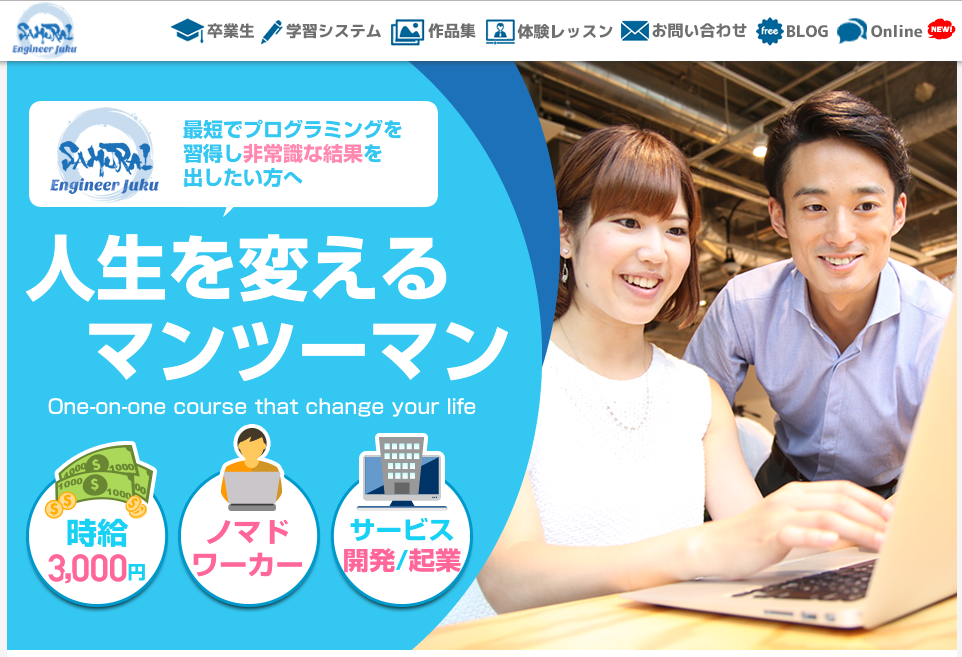 SAMURAI
Engineer Juku
卒業生
学習システム
作品集
体験レッスン
お問い合わせ
free
BLOG
Online
NEW!
SAMURAI
Engineer Juku
最短でプログラミングを
習得し非常識な結果を
出したい方へ
人生を変える
マンツーマン
One-on-one course that change your life
1000
1000
1000
1000
時給
3,000円
ノマド
ワーカー
サービス
開発/起業